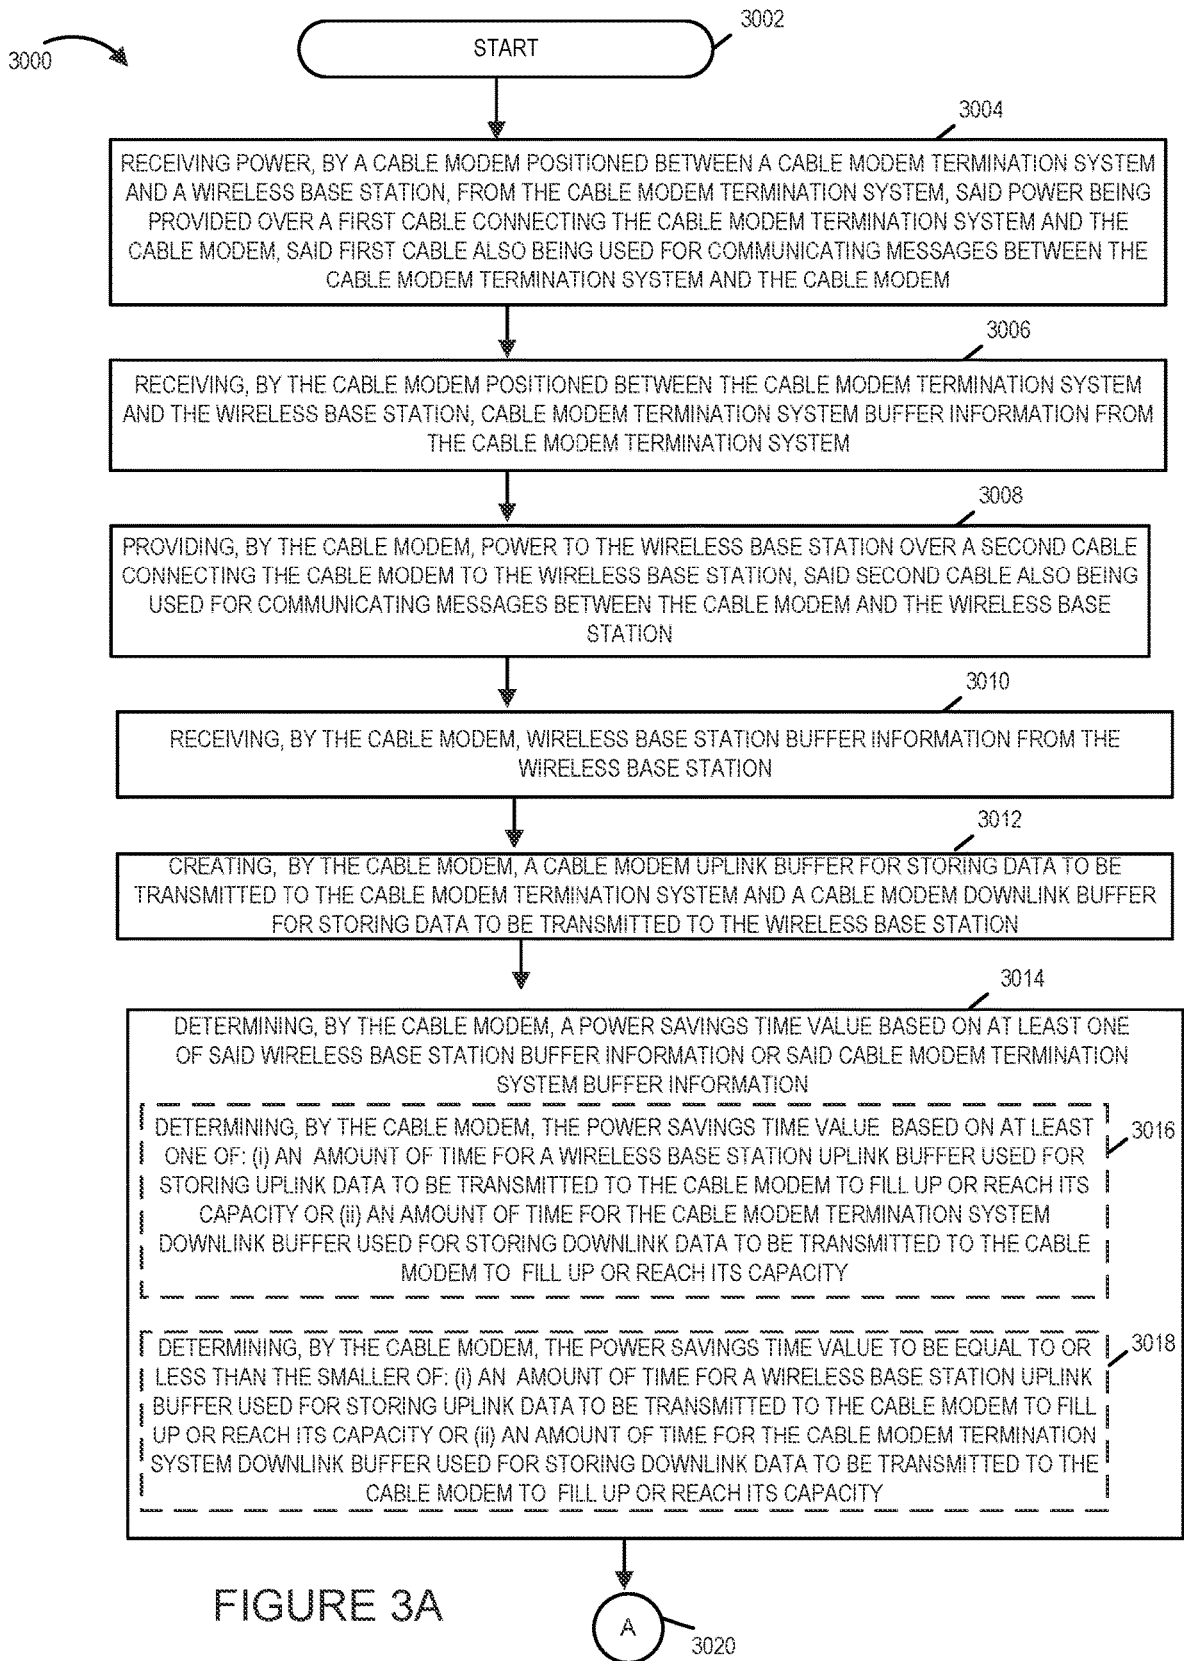 3000
3002
START
3004
RECEIVING POWER, BY A CABLE MODEM POSITIONED BETWEEN A CABLE MODEM TERMINATION SYSTEM
AND A WIRELESS BASE STATION, FROM THE CABLE MODEM TERMINATION SYSTEM, SAID POWER BEING
PROVIDED OVER A FIRST CABLE CONNECTING THE CABLE MODEM TERMINATION SYSTEM AND THE
CABLE MODEM, SAID FIRST CABLE ALSO BEING USED FOR COMMUNICATING MESSAGES BETWEEN THE
CABLE MODEM TERMINATION SYSTEM AND THE CABLE MODEM
3006
RECEIVING, BY THE CABLE MODEM POSITIONED BETWEEN THE CABLE MODEM TERMINATION SYSTEM
AND THE WIRELESS BASE STATION, CABLE MODEM TERMINATION SYSTEM BUFFER INFORMATION FROM
THE CABLE MODEM TERMINATION SYSTEM
3008
PROVIDING, BY THE CABLE MODEM, POWER TO THE WIRELESS BASE STATION OVER A SECOND CABLE
CONNECTING THE CABLE MODEM TO THE WIRELESS BASE STATION, SAID SECOND CABLE ALSO BEING
USED FOR COMMUNICATING MESSAGES BETWEEN THE CABLE MODEM AND THE WIRELESS BASE
STATION
3010
RECEIVING, BY THE CABLE MODEM, WIRELESS BASE STATION BUFFER INFORMATION FROM THE
WIRELESS BASE STATION
3012
CREATING, BY THE CABLE MODEM, A CABLE MODEM UPLINK BUFFER FOR STORING DATA TO BE
TRANSMITTED TO THE CABLE MODEM TERMINATION SYSTEM AND A CABLE MODEM DOWNLINK BUFFER
FOR STORING DATA TO BE TRANSMITTED TO THE WIRELESS BASE STATION
3014
DETERMINING, BY THE CABLE MODEM, A POWER SAVINGS TIME VALUE BASED ON AT LEAST ONE
OF SAID WIRELESS BASE STATION BUFFER INFORMATION OR SAID CABLE MODEM TERMINATION
SYSTEM BUFFER INFORMATION
3016
DETERMINING, BY THE CABLE MODEM, THE POWER SAVINGS TIME VALUE BASED ON AT LEAST
ONE OF: (i) AN AMOUNT OF TIME FOR A WIRELESS BASE STATION UPLINK BUFFER USED FOR
STORING UPLINK DATA TO BE TRANSMITTED TO THE CABLE MODEM TO FILL UP OR REACH ITS
CAPACITY OR (ii) AN AMOUNT OF TIME FOR THE CABLE MODEM TERMINATION SYSTEM
DOWNLINK BUFFER USED FOR STORING DOWNLINK DATA TO BE TRANSMITTED TO THE CABLE
MODEM TO FILL UP OR REACH ITS CAPACITY
3018
DETERMINING, BY THE CABLE MODEM, THE POWER SAVINGS TIME VALUE TO BE EQUAL TO OR
LESS THAN THE SMALLER OF: (i) AN AMOUNT OF TIME FOR A WIRELESS BASE STATION UPLINK
BUFFER USED FOR STORING UPLINK DATA TO BE TRANSMITTED TO THE CABLE MODEM TO FILL
UP OR REACH ITS CAPACITY OR (ii) AN AMOUNT OF TIME FOR THE CABLE MODEM TERMINATION
SYSTEM DOWNLINK BUFFER USED FOR STORING DOWNLINK DATA TO BE TRANSMITTED TO THE
CABLE MODEM TO FILL UP OR REACH ITS CAPACITY
FIGURE 3A
A
3020